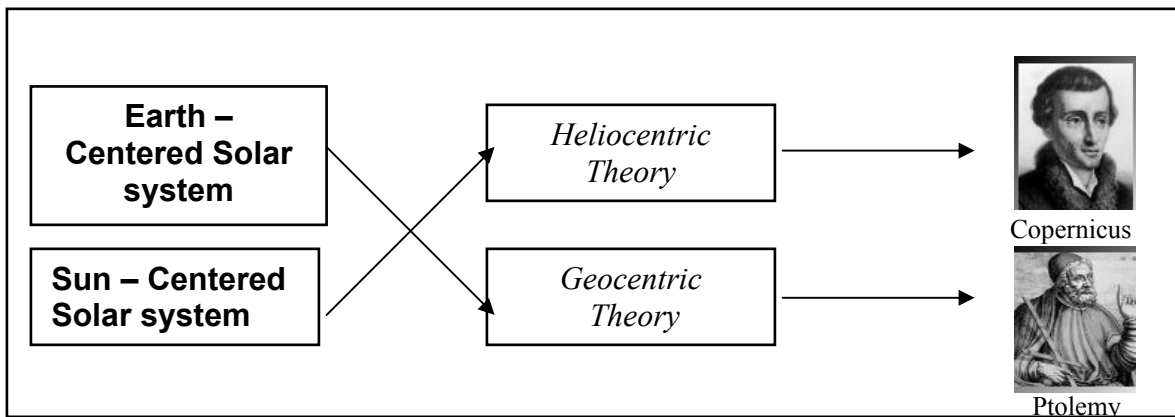 Earth –
Centered Solar
system
Heliocentric
Theory
Copernicus
Sun – Centered
Solar system
Geocentric
Theory
Ptolemy